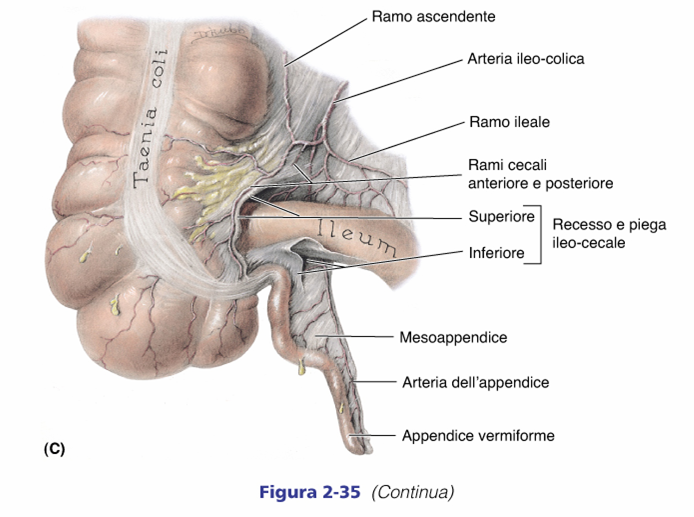 Ramo ascendente
Arteria ileo-colica
Taenia coli
Ramo ileale
Rami cecali
anteriore e posteriore
Superiore
Recesso e piega
ileo-cecale
Ileum
Inferiore
Mesoappendice
Arteria dell'appendice
Appendice vermiforme
(C)
Figura 2-35 (Continua)